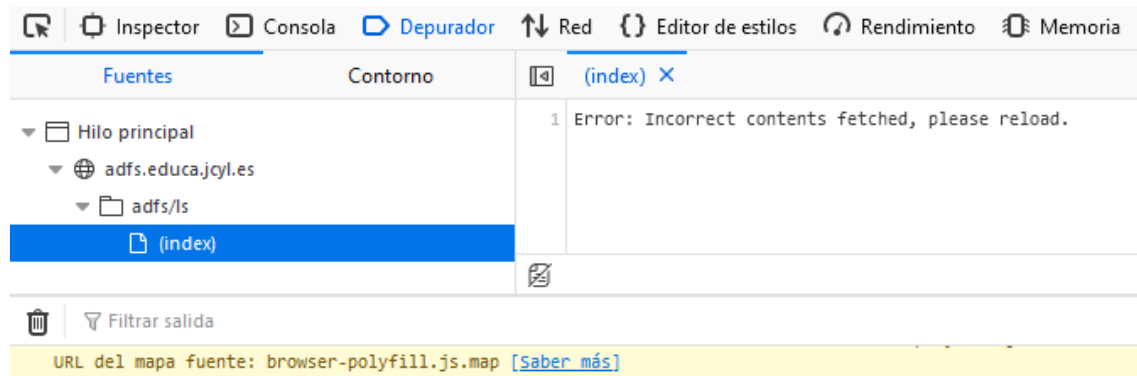 Inspector Consola Depurador Red Editor de estilos Rendimiento Memoria
Fuentes Contorno (index)
1 Error: Incorrect contents fetched, please reload.
Hilo principal
adfs.educa.jcyl.es
adfs/ls
(index)
Filtrar salida
URL del mapa fuente: browser-polyfill.js.map [Saber más]